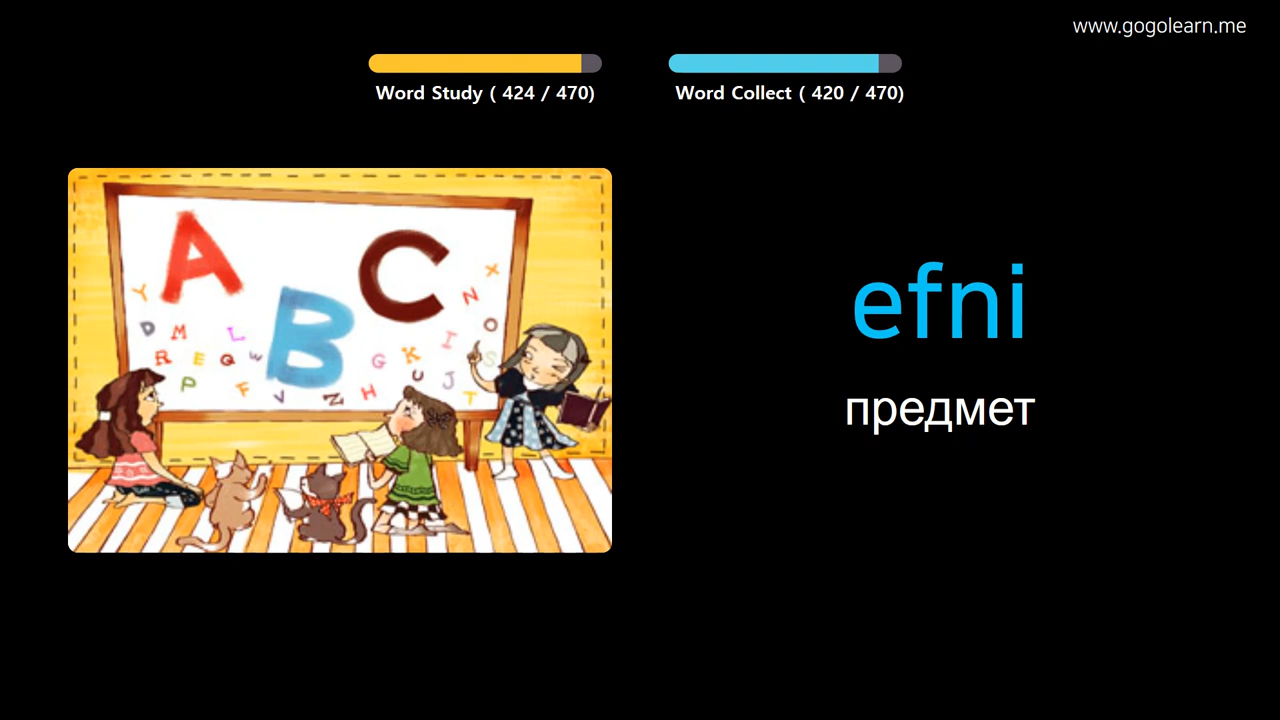 www.gogolearn.me
Word Study ( 424 / 470)
Word Collect ( 420 / 470)
A B C
Y X N
D M L O
R E Q W G K I S
P F V Z H U J T
efni
предмет